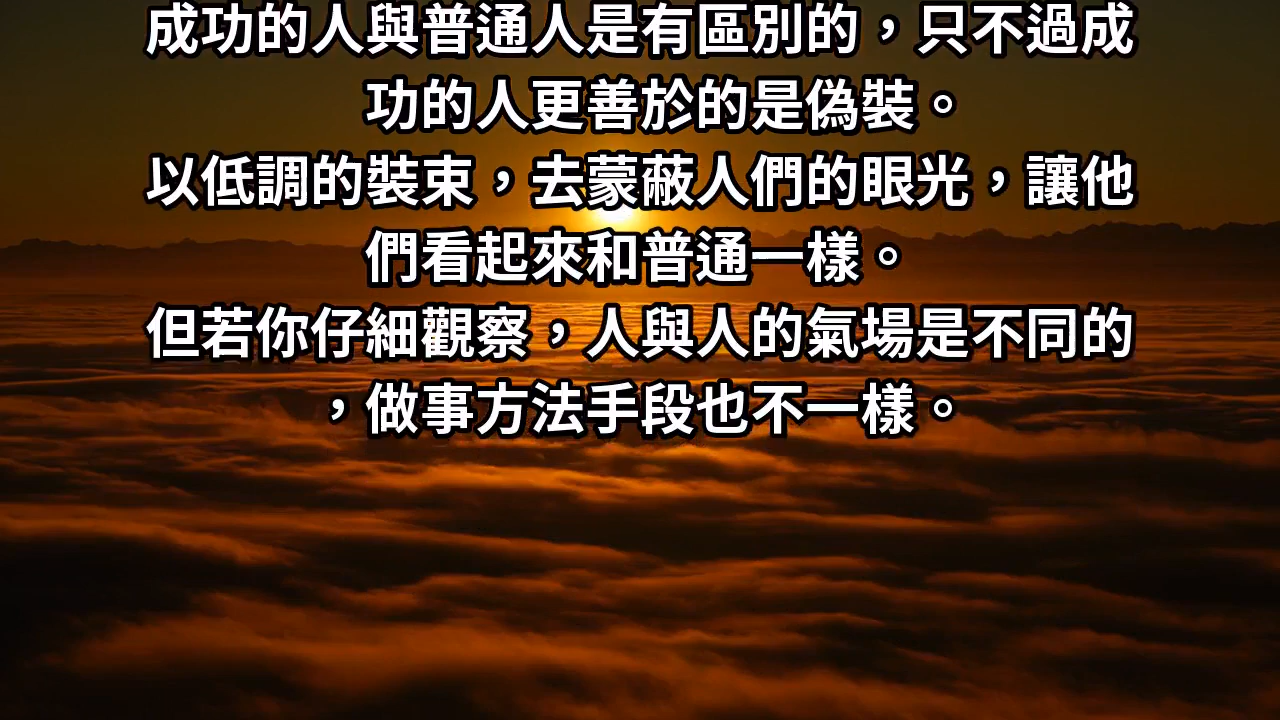 成功的人與普通人是有區別的，只不過成
功的人更善於的是偽裝。
以低調的裝束，去蒙蔽人們的眼光，讓他
們看起來和普通一樣。
但若你仔細觀察，人與人的氣場是不同的
，做事方法手段也不一樣。